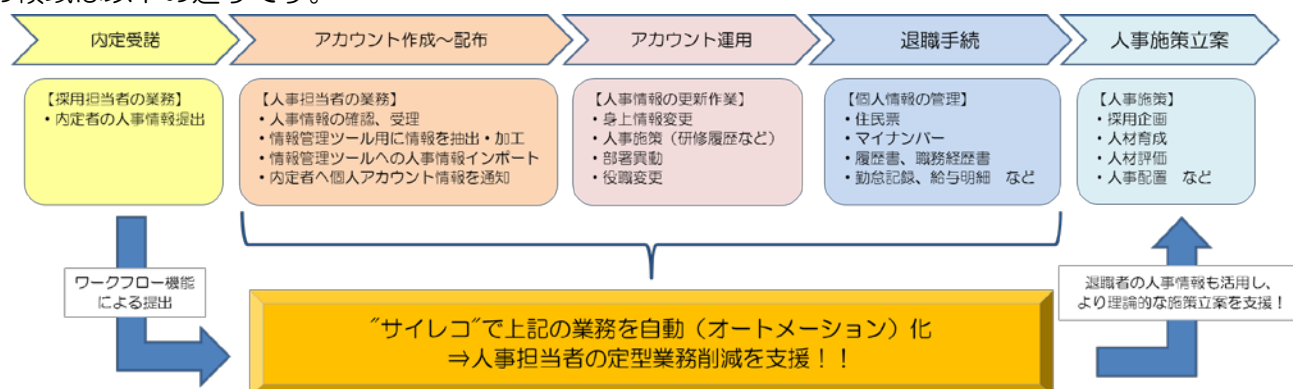 内定受諾
アカウント作成～配布
アカウント運用
退職手続
人事施策立案
【採用担当者の業務】
・内定者の人事情報提出
【人事担当者の業務】
・人事情報の確認、受理
・情報管理ツール用に情報を抽出・加工
・情報管理ツールへの人事情報インポート
・内定者へ個人アカウント情報を通知
【人事情報の更新作業】
・身上情報変更
・人事施策（研修履歴など）
・部署異動
・役職変更
【個人情報の管理】
・住民票
・マイナンバー
・履歴書、職務経歴書
・勤怠記録、給与明細　など
【人事施策】
・採用企画
・人材育成
・人材評価
・人事配置　など
ワークフロー機能
による提出
退職者の人事情報も活用し、
より理論的な施策立案を支援！
”サイレコ”で上記の業務を自動（オートメーション）化
⇒人事担当者の定型業務削減を支援！！